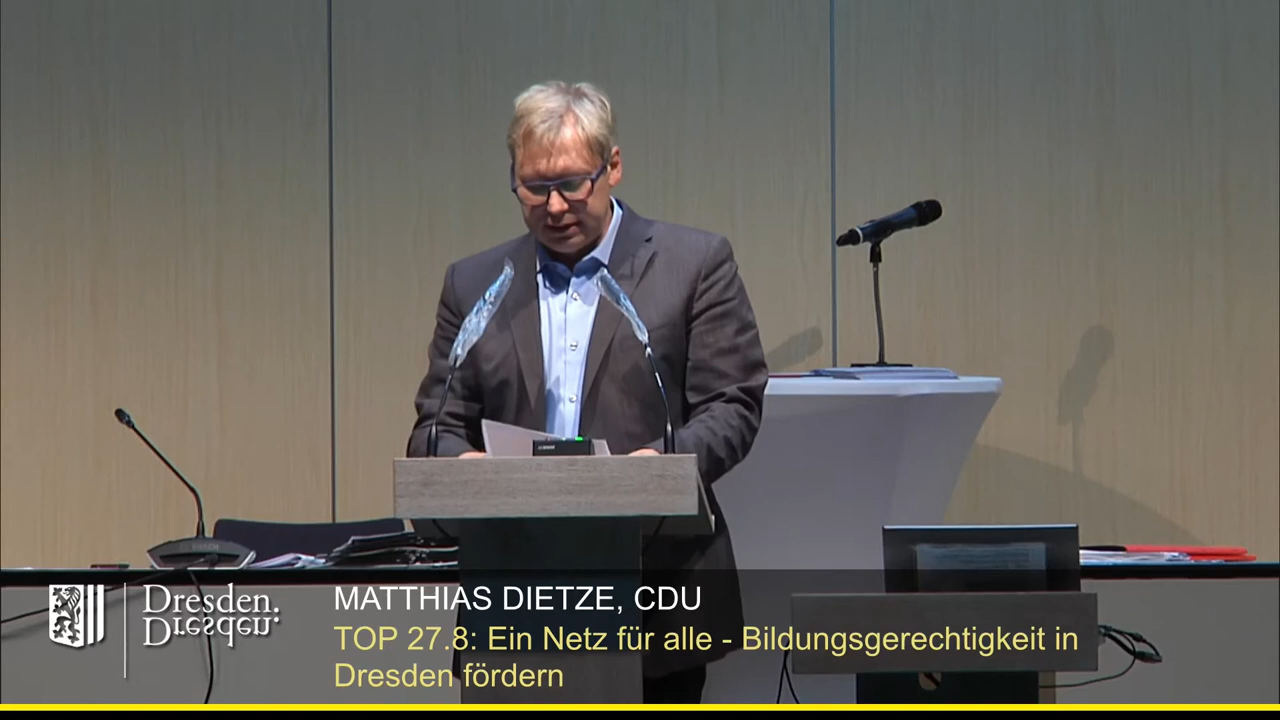 Dresden.
MATTHIAS DIETZE, CDU
TOP 27.8: Ein Netz für alle - Bildungsgerechtigkeit in
Dresden fördern